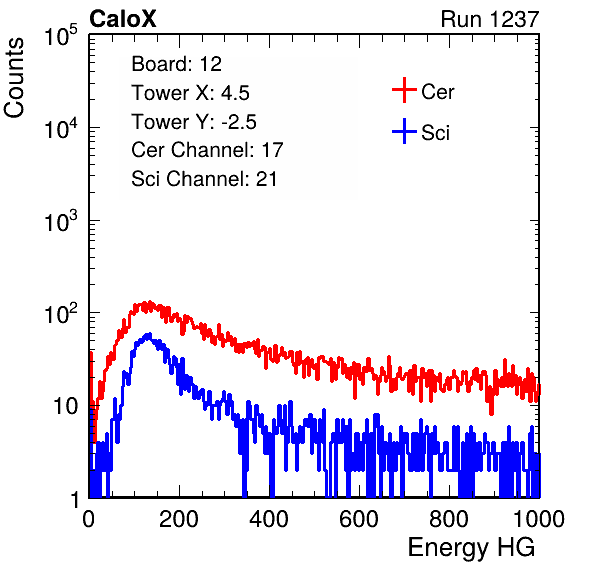 CaloX Run 1237
Counts
10^5
10^4
10^3
10^2
10
1
Board: 12
Tower X: 4.5
Tower Y: -2.5
Cer Channel: 17
Sci Channel: 21
Cer
Sci
0 200 400 600 800 1000
Energy HG